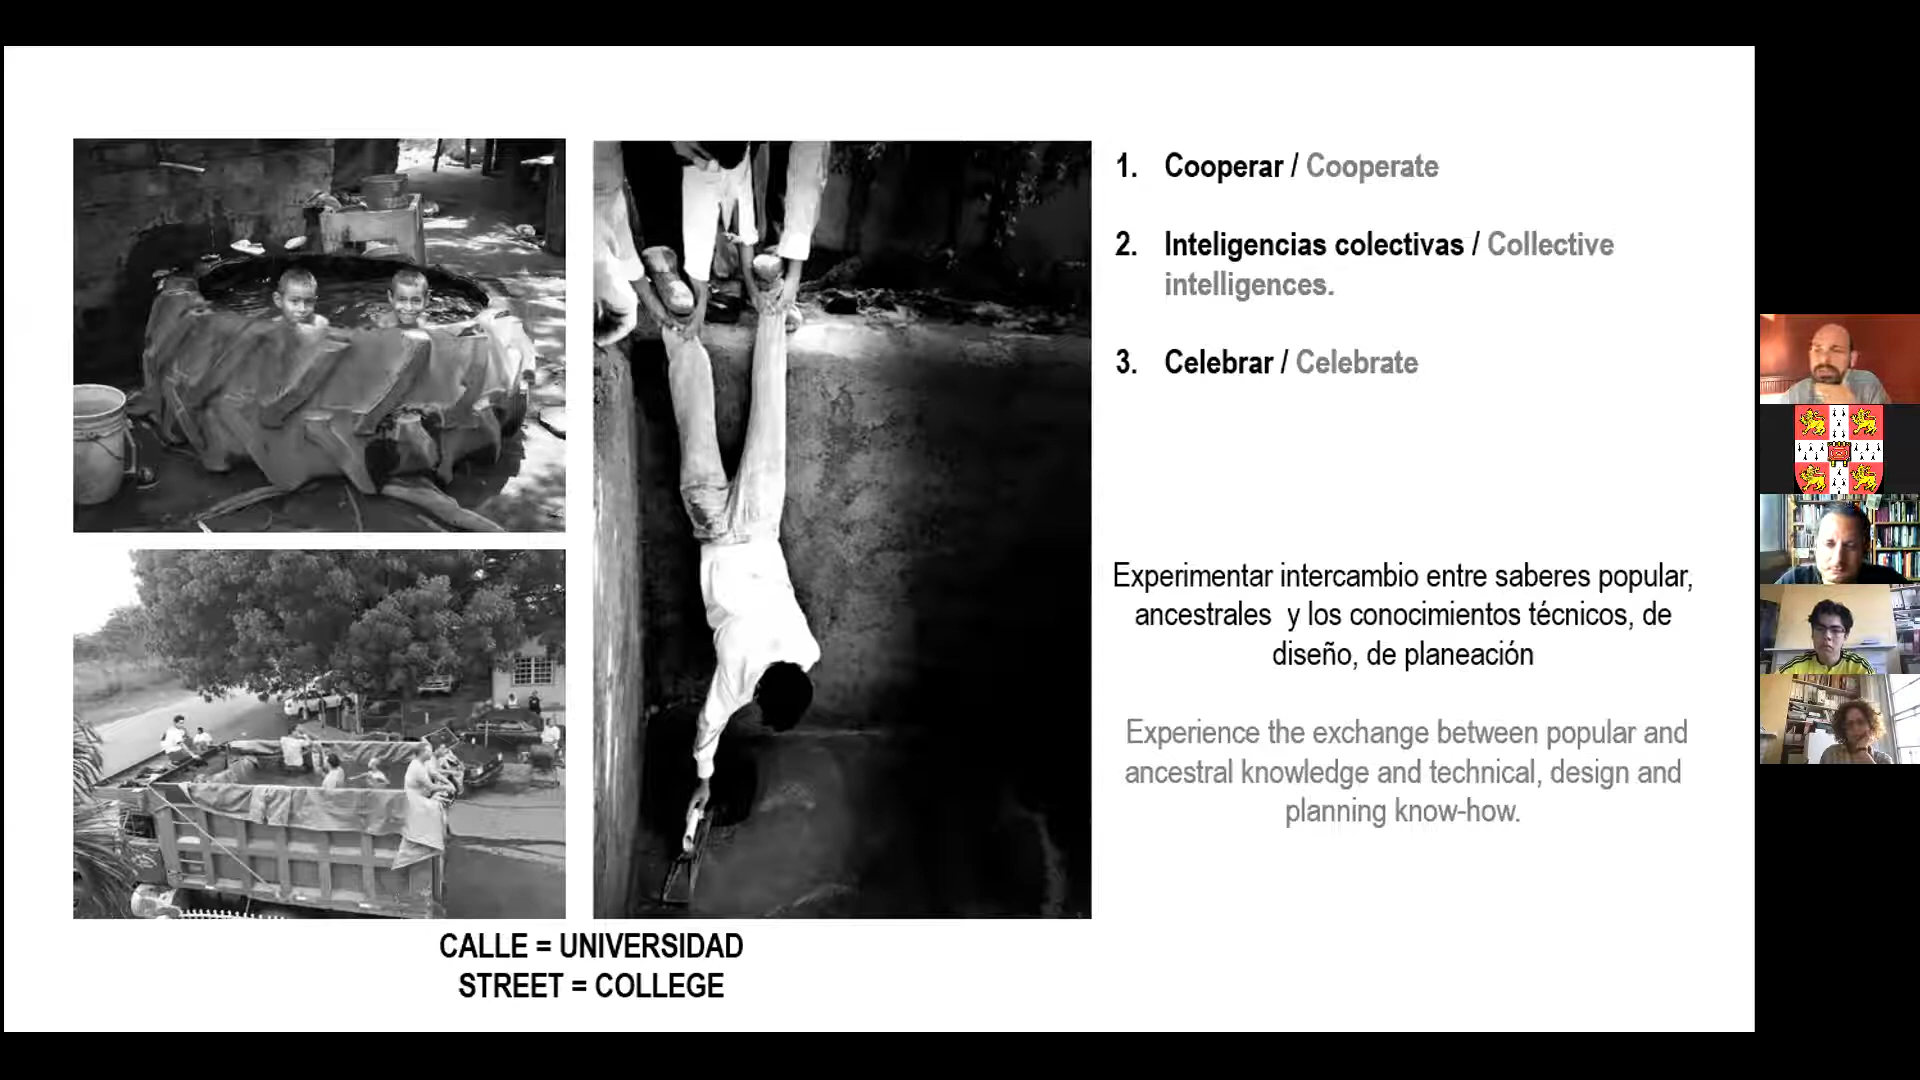 1. Cooperar / Cooperate
2. Inteligencias colectivas / Collective
intelligences.
3. Celebrar / Celebrate
Experimentar intercambio entre saberes popular,
ancestrales y los conocimientos técnicos, de
diseño, de planeación
Experience the exchange between popular and
ancestral knowledge and technical, design and
planning know-how.
CALLE = UNIVERSIDAD
STREET = COLLEGE